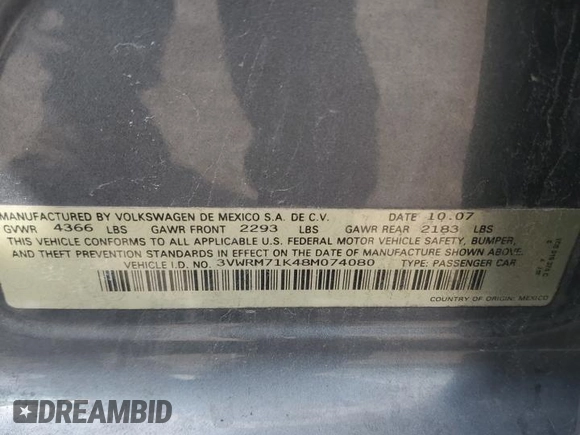 MANUFACTURED BY VOLKSWAGEN DE MEXICO S.A. DE C.V. DATE 10.07
GVWR 4366 LBS GAWR FRONT 2293 LBS GAWR REAR 2183 LBS
THIS VEHICLE CONFORMS TO ALL APPLICABLE U.S. FEDERAL MOTOR VEHICLE SAFETY, BUMPER,
AND THEFT PREVENTION STANDARDS IN EFFECT ON THE DATE OF MANUFACTURE SHOWN ABOVE.
VEHICLE I.D. NO. 3VWRM71K48M074080 TYPE: PASSENGER CAR
COUNTRY OF ORIGIN: MEXICO
DREAMBID